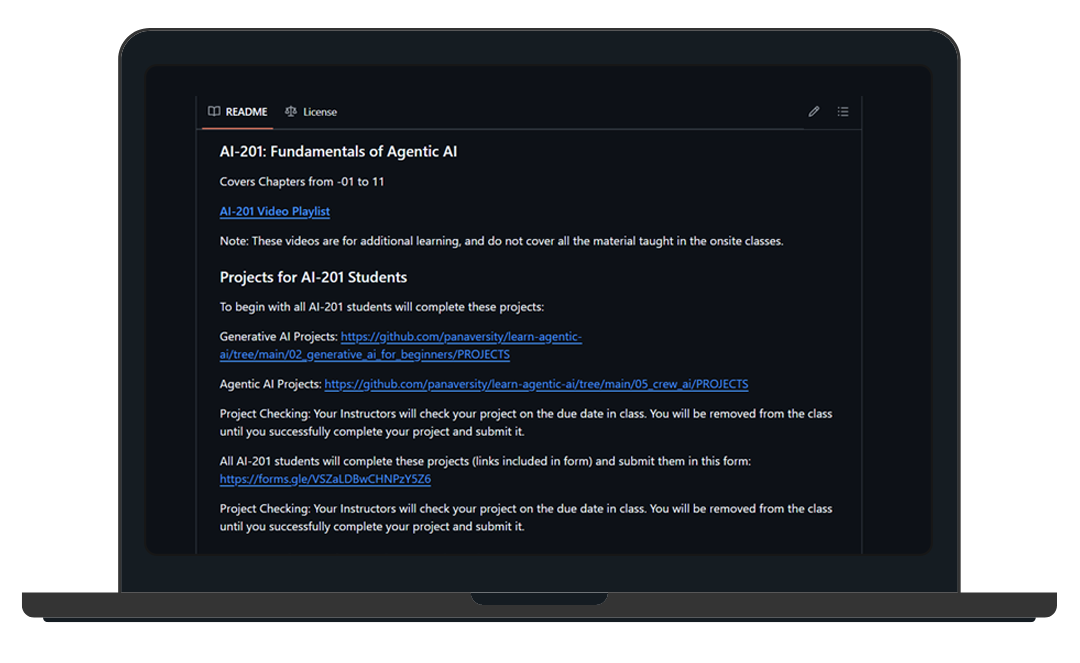 README License
AI-201: Fundamentals of Agentic AI
Covers Chapters from -01 to 11
AI-201 Video Playlist
Note: These videos are for additional learning, and do not cover all the material taught in the onsite classes.
Projects for AI-201 Students
To begin with all AI-201 students will complete these projects:
Generative AI Projects: https://github.com/panaversity/learn-agentic-
ai/tree/main/02_generative_ai_for_beginners/PROJECTS
Agentic AI Projects: https://github.com/panaversity/learn-agentic-ai/tree/main/05_crew_ai/PROJECTS
Project Checking: Your Instructors will check your project on the due date in class. You will be removed from the class
until you successfully complete your project and submit it.
All AI-201 students will complete these projects (links included in form) and submit them in this form:
https://forms.gle/VSZaLDBwCHNPzY5Z6
Project Checking: Your Instructors will check your project on the due date in class. You will be removed from the class
until you successfully complete your project and submit it.